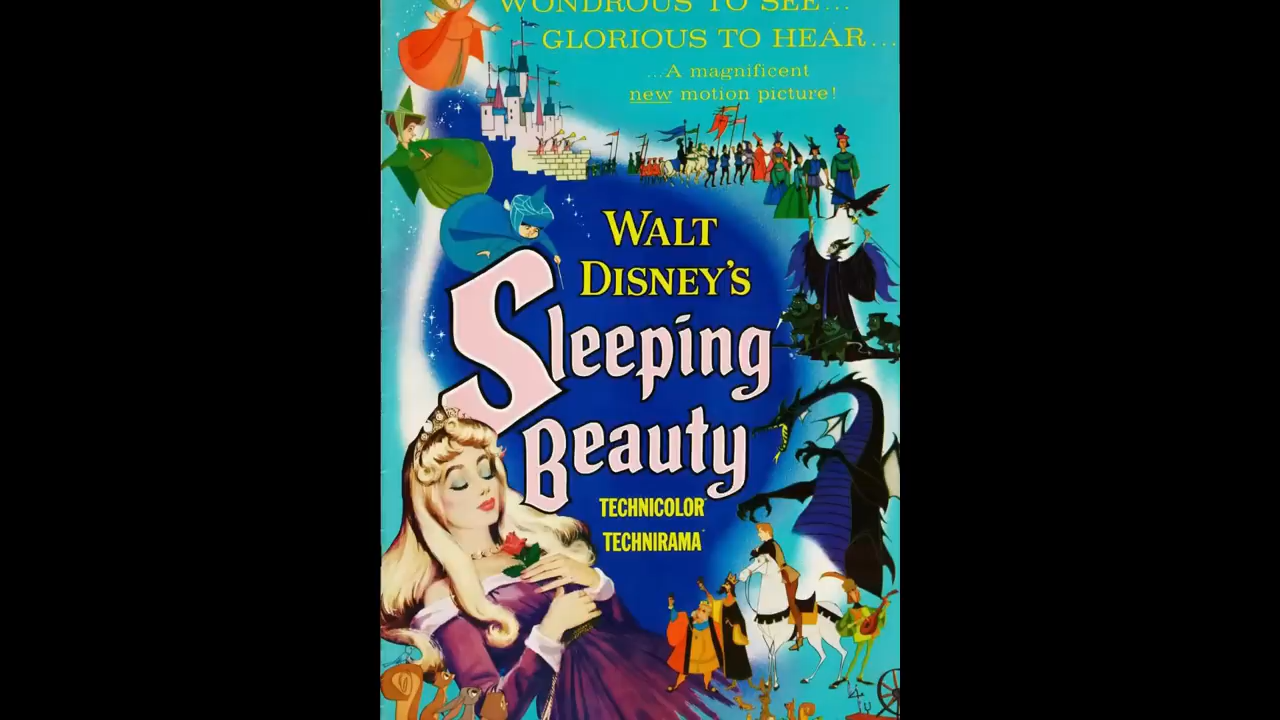 WONDROUS TO SEE...
GLORIOUS TO HEAR...
...A magnificent
new motion picture!
WALT
DISNEY'S
Sleeping
Beauty
TECHNICOLOR
TECHNIRAMA